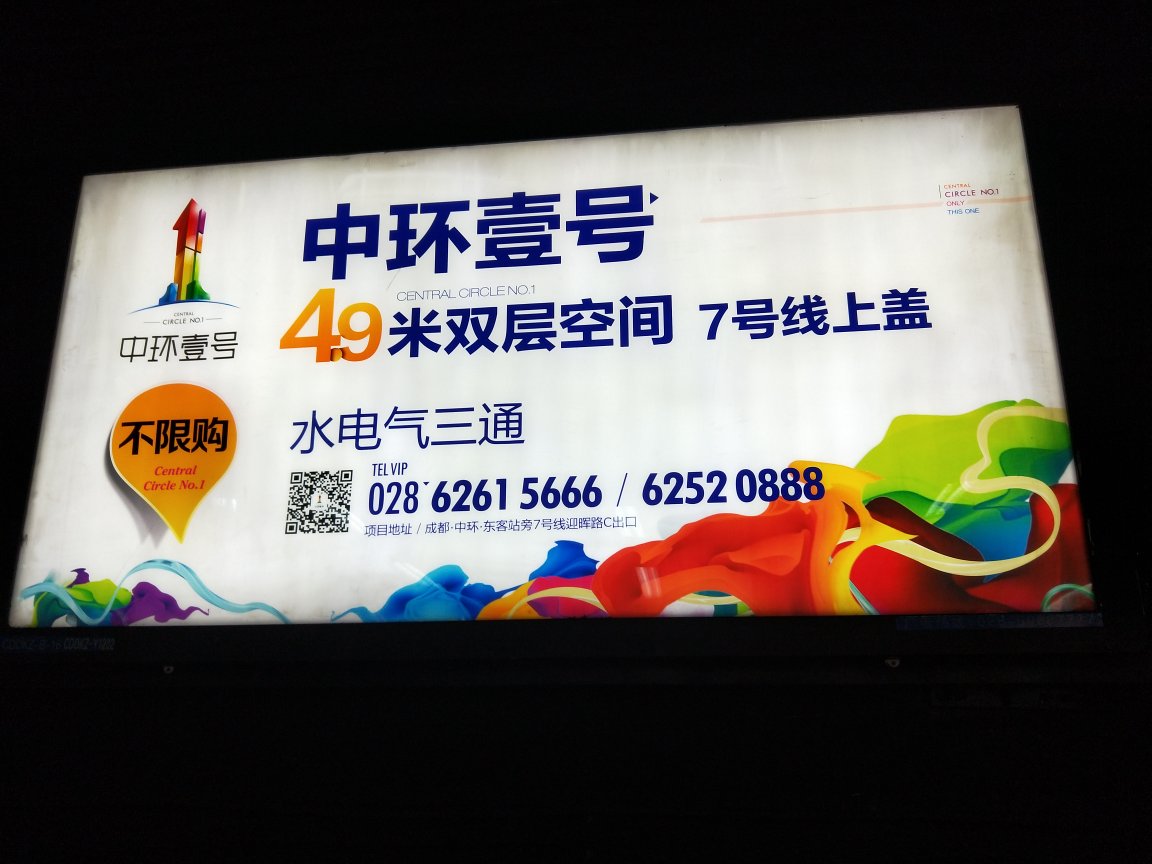 中环壹号
CENTRAL
CIRCLE NO.1
ONLY
THIS ONE
CENTRAL CIRCLE NO.1
4.9米双层空间 7号线上盖
CENTRAL
CIRCLE NO.1
中环壹号
不限购
Central
Circle No.1
水电气三通
TEL VIP
028 6261 5666 / 6252 0888
项目地址 / 成都·中环·东客站旁7号线迎晖路C出口